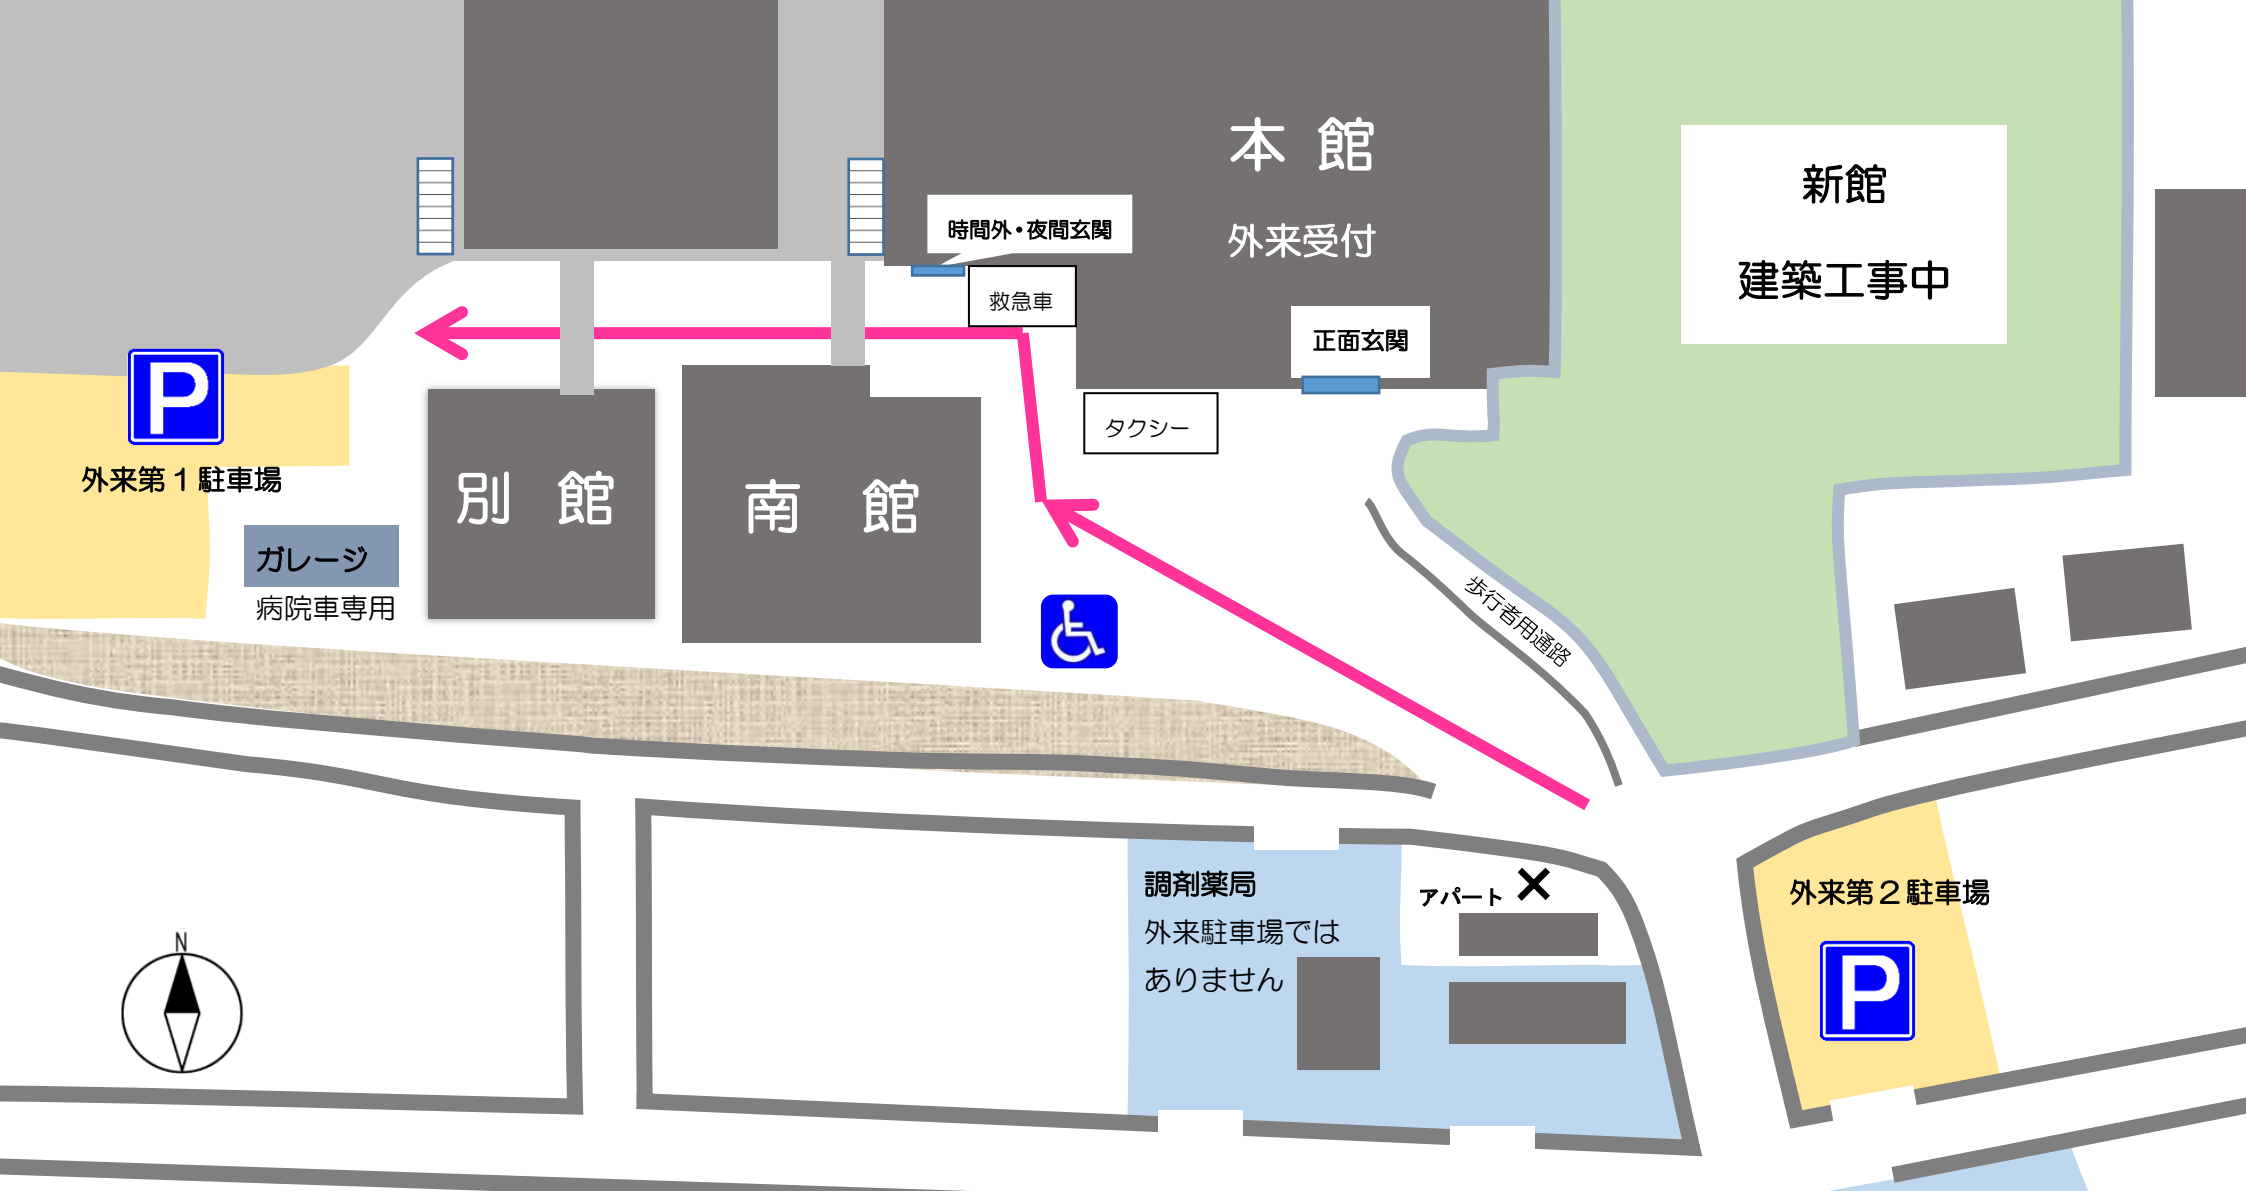 本 館
外来受付
時間外・夜間玄関
救急車
正面玄関
タクシー
新館
建築工事中
P
外来第1駐車場
ガレージ
病院車専用
別 館
南 館
歩行者用通路
調剤薬局
外来駐車場では
ありません
アパート
外来第2駐車場
P
N